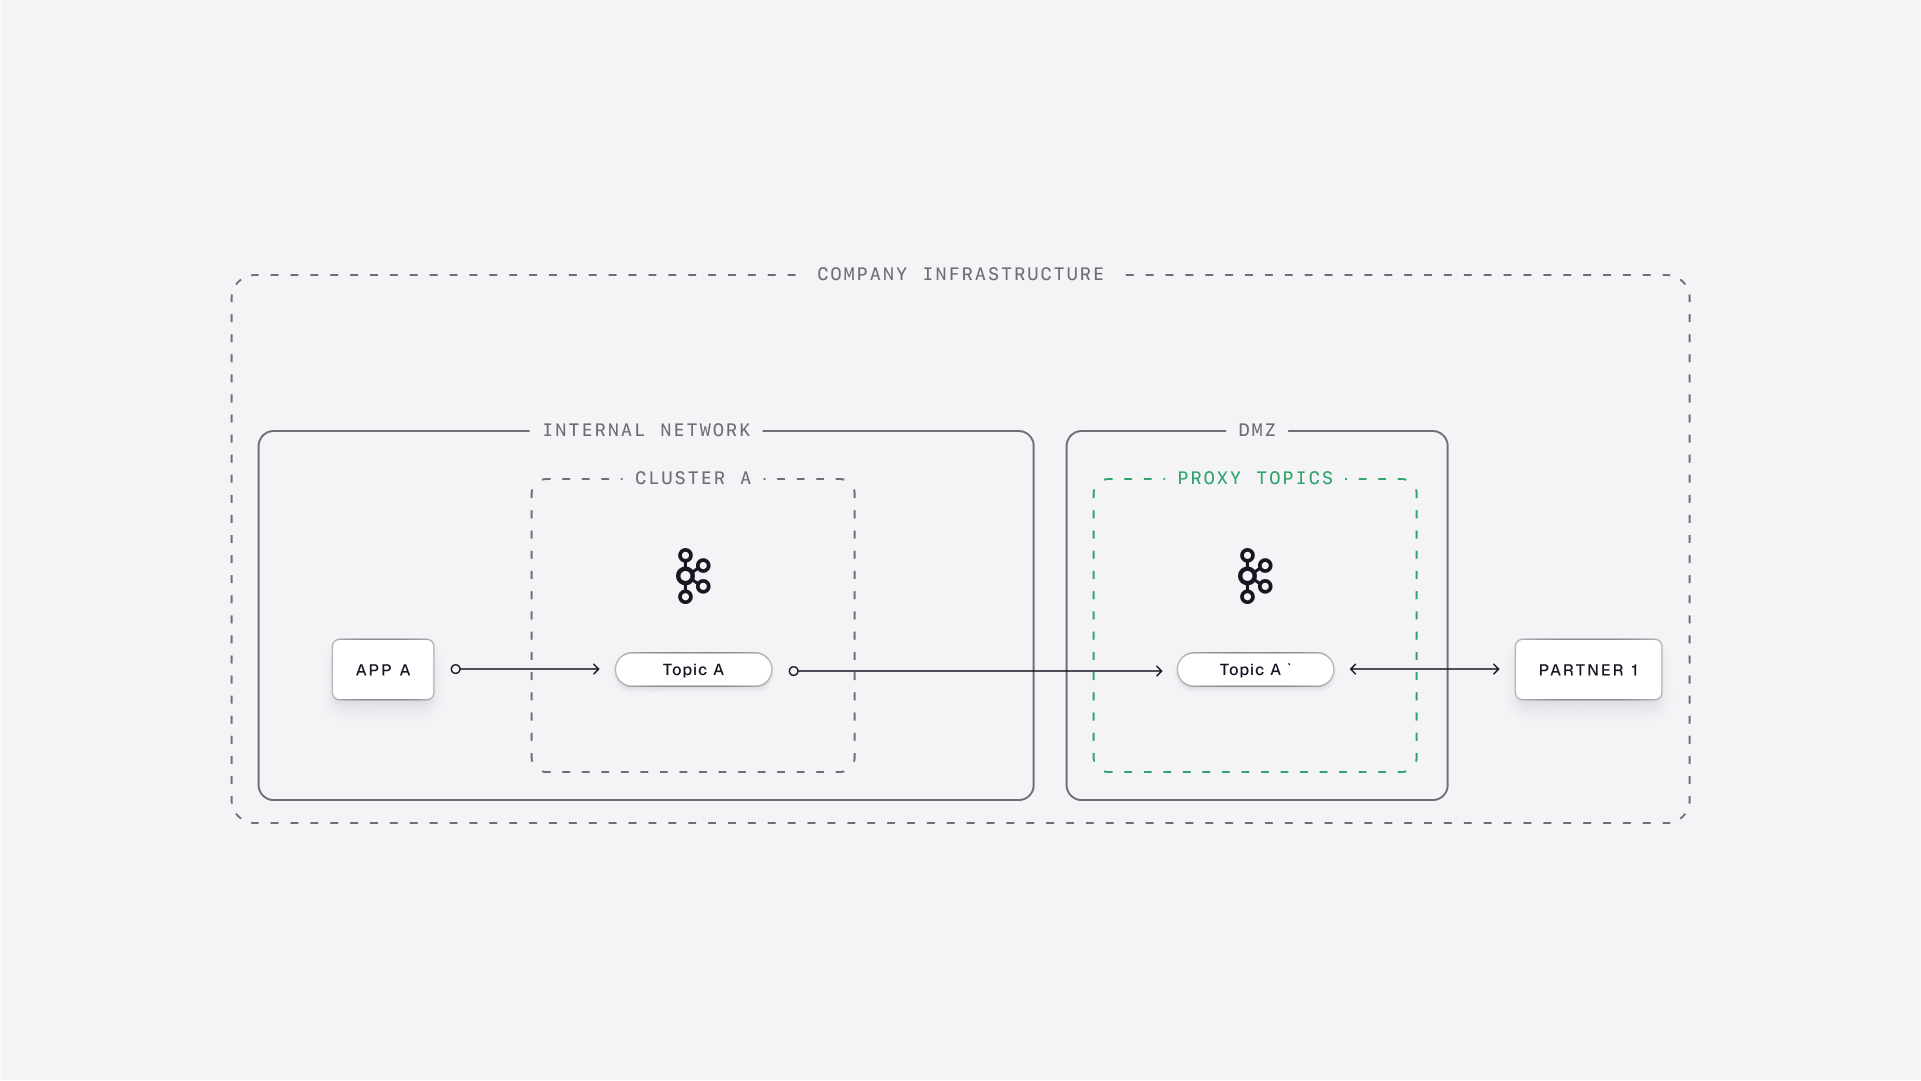 COMPANY INFRASTRUCTURE
INTERNAL NETWORK
DMZ
CLUSTER A
PROXY TOPICS
APP A
Topic A
Topic A `
PARTNER 1